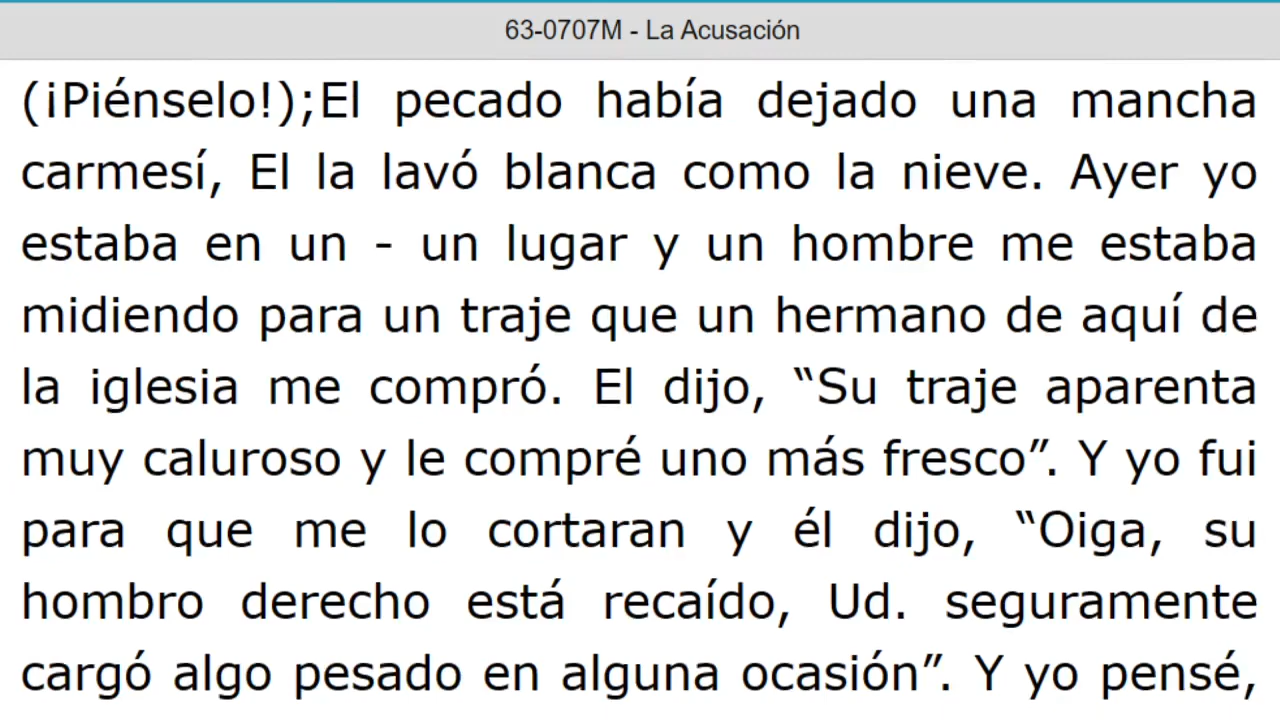 63-0707M - La Acusación
(¡Piénselo!);El pecado había dejado una mancha
carmesí, El la lavó blanca como la nieve. Ayer yo
estaba en un - un lugar y un hombre me estaba
midiendo para un traje que un hermano de aquí de
la iglesia me compró. El dijo, “Su traje aparenta
muy caluroso y le compré uno más fresco”. Y yo fui
para que me lo cortaran y él dijo, “Oiga, su
hombro derecho está recaído, Ud. seguramente
cargó algo pesado en alguna ocasión”. Y yo pensé,